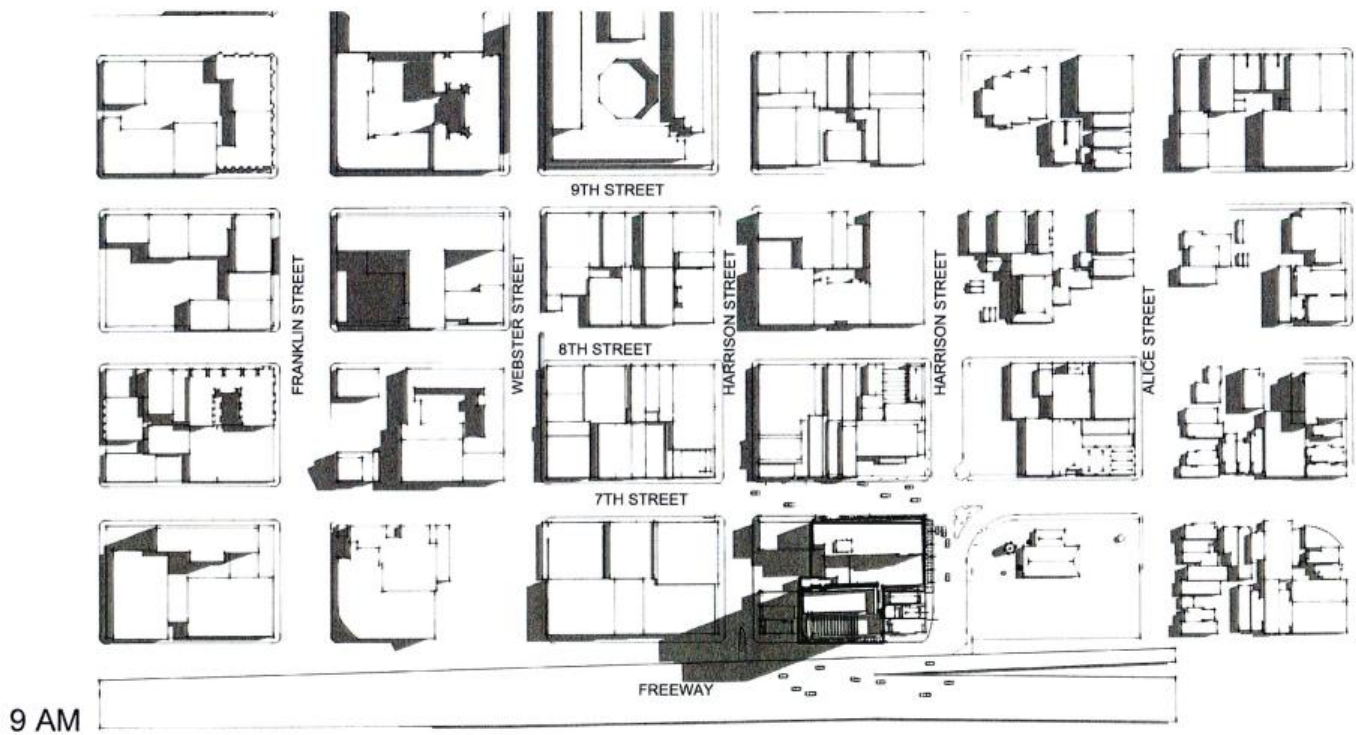 9TH STREET
FRANKLIN STREET
WEBSTER STREET
HARRISON STREET
HARRISON STREET
ALICE STREET
8TH STREET
7TH STREET
FREEWAY
9 AM